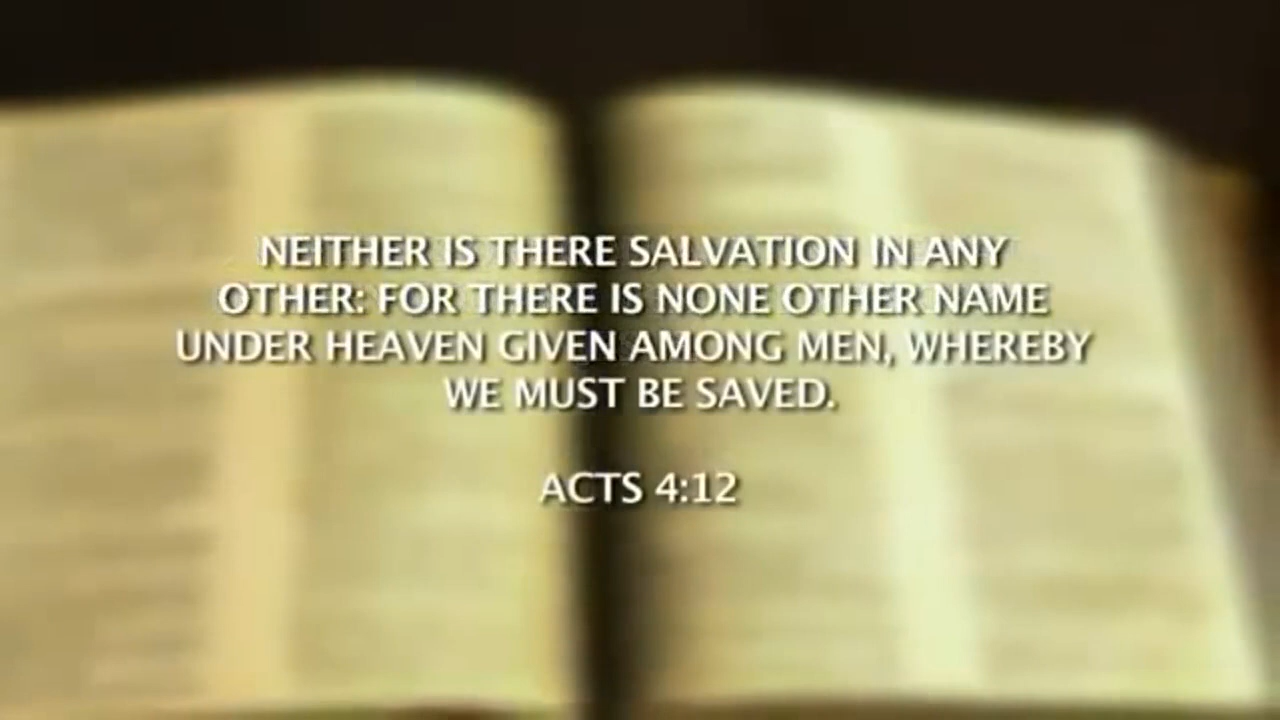 NEITHER IS THERE SALVATION IN ANY
OTHER: FOR THERE IS NONE OTHER NAME
UNDER HEAVEN GIVEN AMONG MEN, WHEREBY
WE MUST BE SAVED.
ACTS 4:12